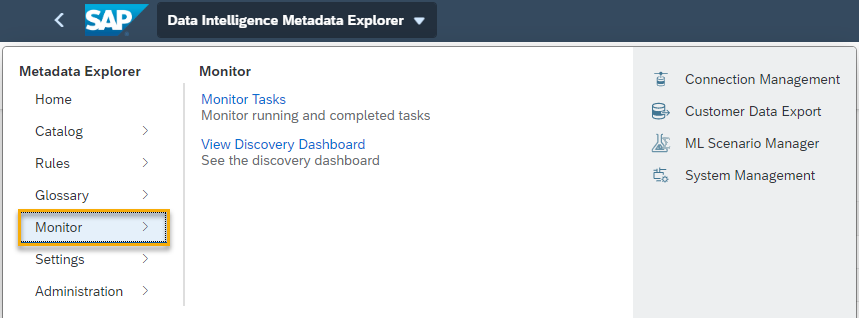 SAP Data Intelligence Metadata Explorer
Metadata Explorer
Home
Catalog
Rules
Glossary
Monitor
Settings
Administration
Monitor
Monitor Tasks
Monitor running and completed tasks
View Discovery Dashboard
See the discovery dashboard
Connection Management
Customer Data Export
ML Scenario Manager
System Management